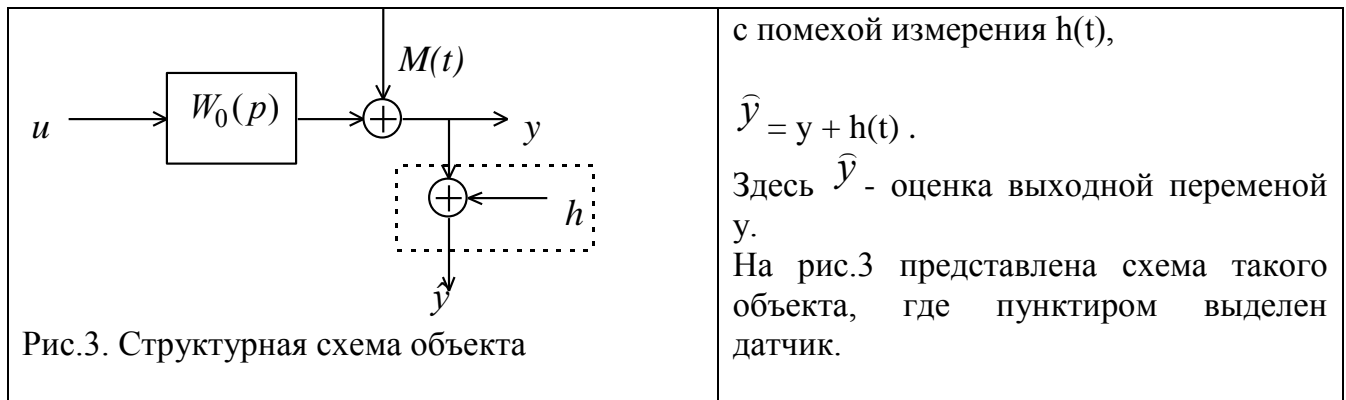 M(t)
W₀(p)
u
y
h
ŷ
Рис.3. Структурная схема объекта
с помехой измерения h(t),
ŷ = y + h(t) .
Здесь ŷ - оценка выходной переменой
y.
На рис.3 представлена схема такого
объекта, где пунктиром выделен
датчик.